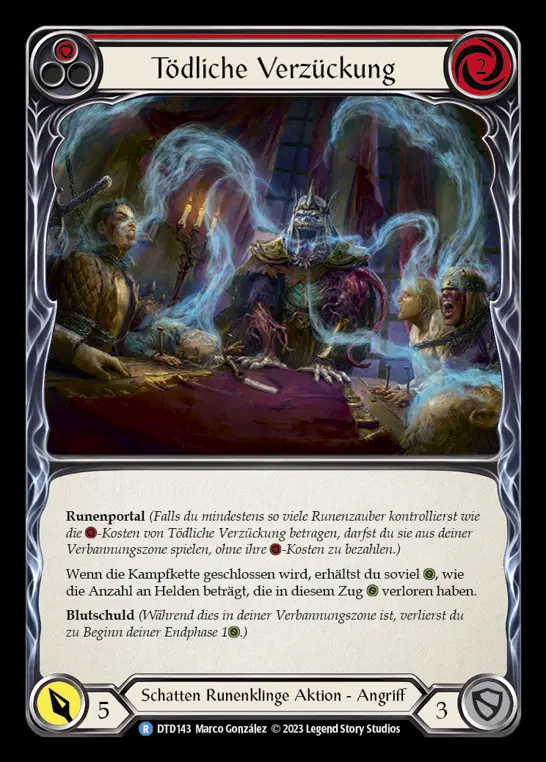 Tödliche Verzückung
2
Runenportal (Falls du mindestens so viele Runenzauber kontrollierst wie
die -Kosten von Tödliche Verzückung betragen, darfst du sie aus deiner
Verbannungszone spielen, ohne ihre -Kosten zu bezahlen.)
Wenn die Kampfkette geschlossen wird, erhältst du soviel , wie
die Anzahl an Helden beträgt, die in diesem Zug verloren haben.
Blutschuld (Während dies in deiner Verbannungszone ist, verlierst du
zu Beginn deiner Endphase 1.)
5
Schatten Runenklinge Aktion - Angriff
3
R DTD143 Marco González © 2023 Legend Story Studios